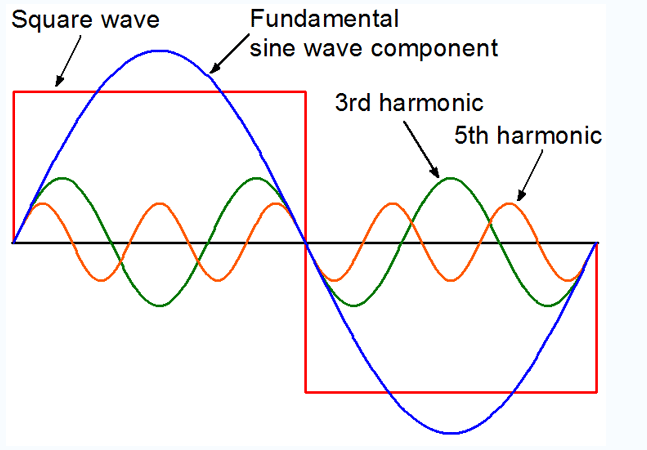 Square wave
Fundamental
sine wave component
3rd harmonic
5th harmonic